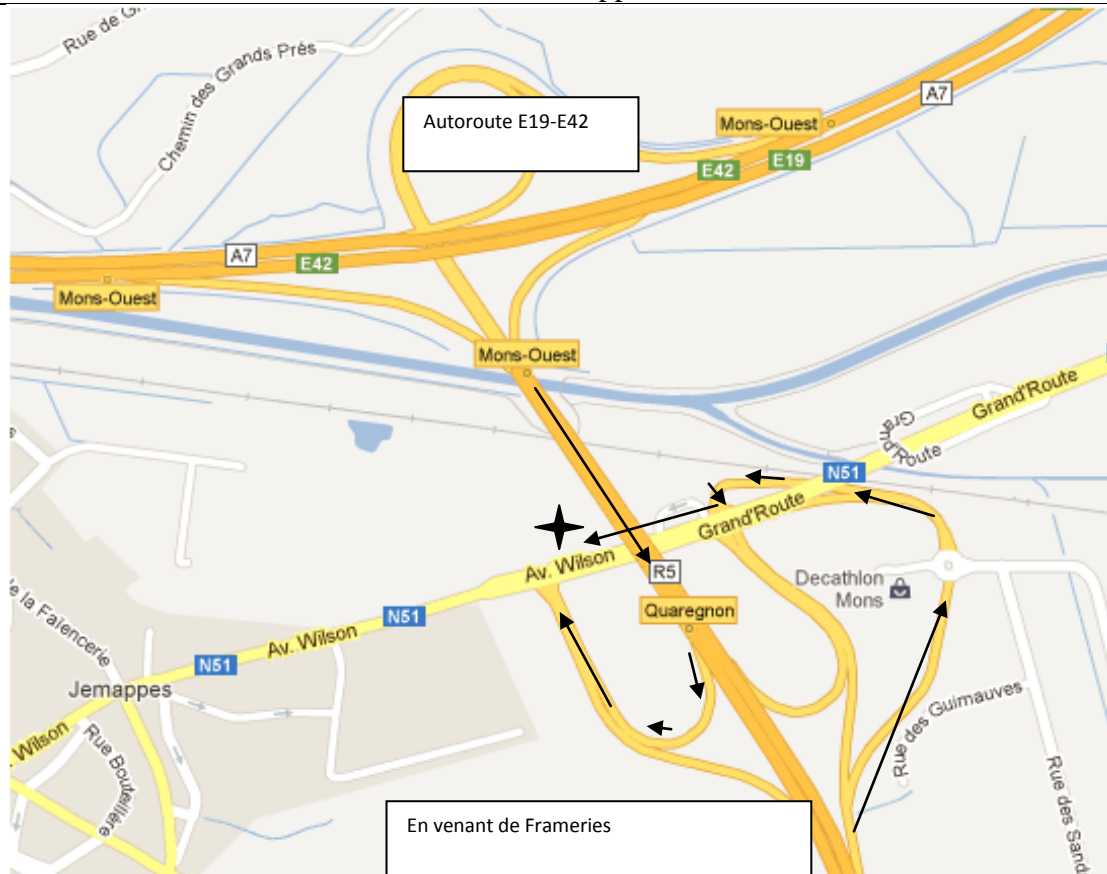 Rue de G
Chemin des Grands Prés
Autoroute E19-E42
Mons-Ouest
A7
E42
E19
A7
E42
Mons-Ouest
Mons-Ouest
Grand'Route
Grand'Route
N51
Grand'Route
Av. Wilson
R5
Decathlon
Mons
Quaregnon
de la Faïencerie
N51
Av. Wilson
N51
Jemappes
Wilson
Rue Bouteillère
Rue des Guimauves
Rue des Sand
En venant de Frameries